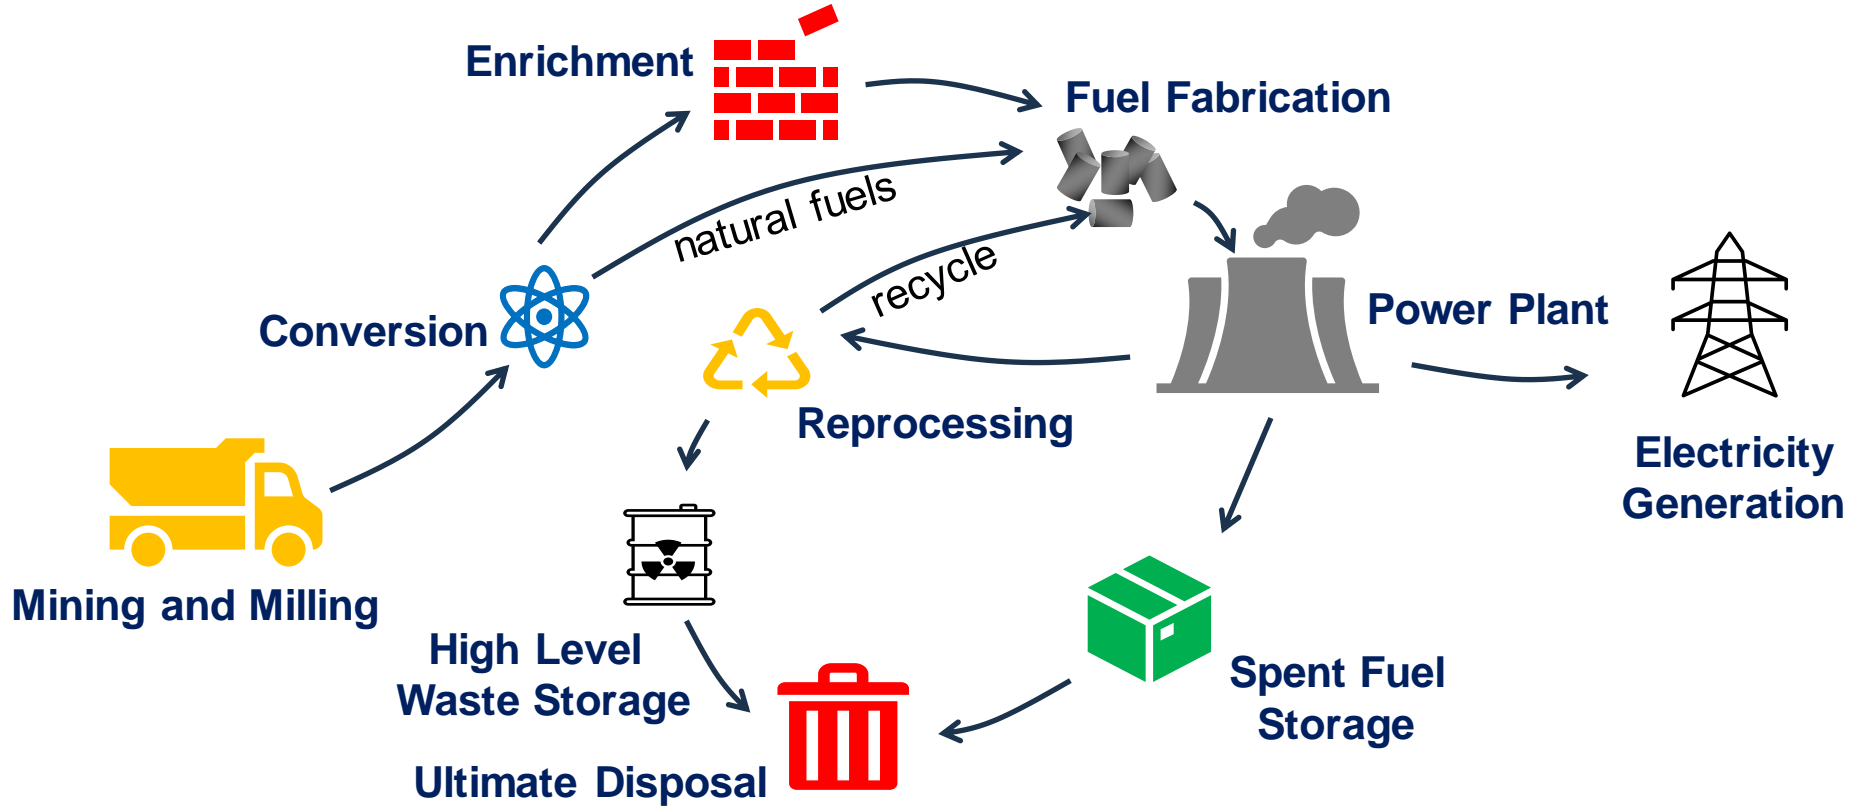 Enrichment
Fuel Fabrication
natural fuels
recycle
Conversion
Power Plant
Reprocessing
Electricity
Generation
Mining and Milling
High Level
Waste Storage
Spent Fuel
Storage
Ultimate Disposal